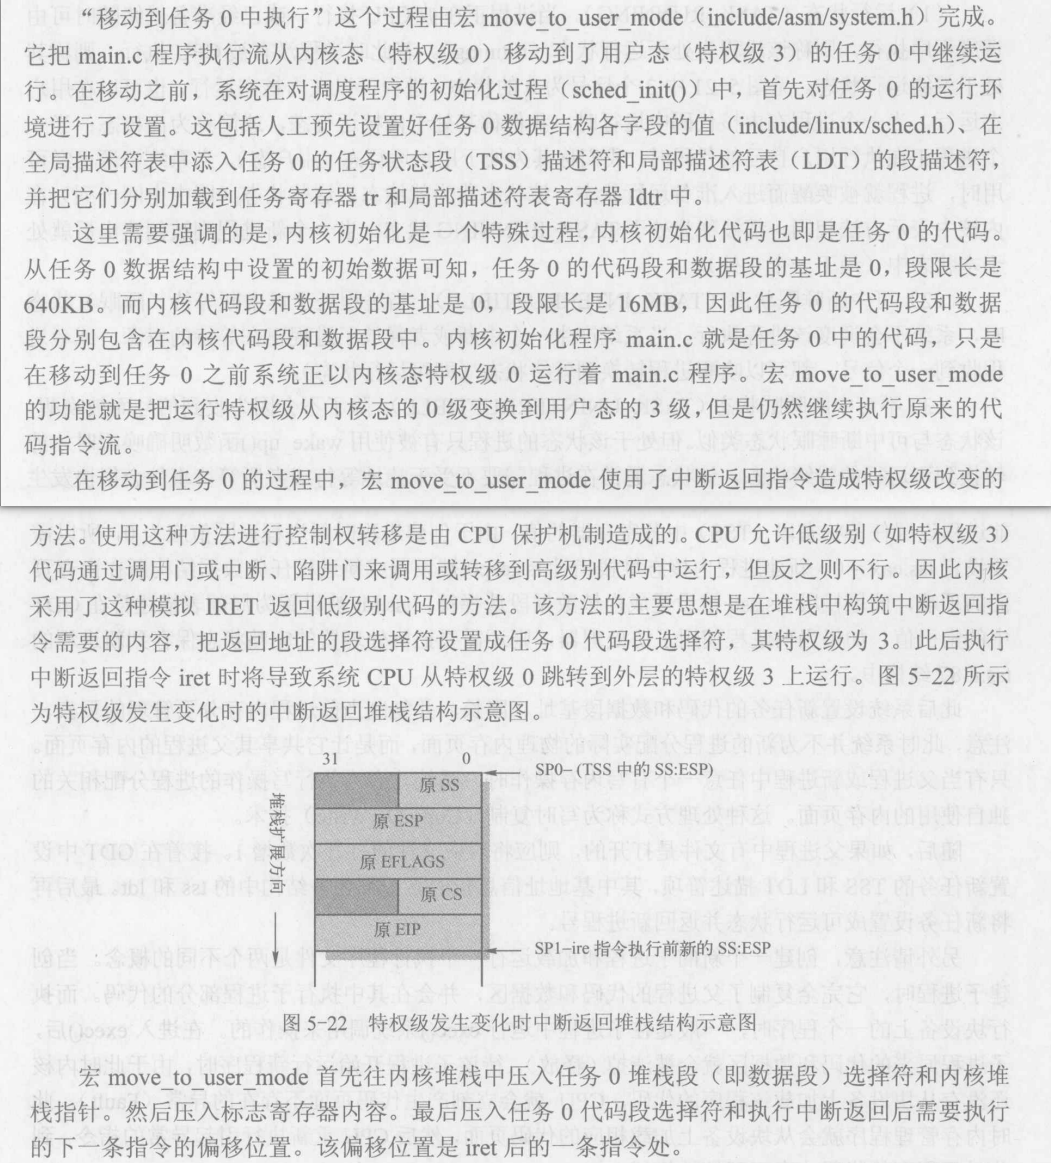 “移动到任务 0 中执行”这个过程由宏 move_to_user_mode（include/asm/system.h）完成。
它把 main.c 程序执行流从内核态（特权级 0）移动到了用户态（特权级 3）的任务 0 中继续运
行。在移动之前，系统在对调度程序的初始化过程（sched_init()）中，首先对任务 0 的运行环
境进行了设置。这包括人工预先设置好任务 0 数据结构各字段的值（include/linux/sched.h）、在
全局描述符表中添入任务 0 的任务状态段（TSS）描述符和局部描述符表（LDT）的段描述符，
并把它们分别加载到任务寄存器 tr 和局部描述符表寄存器 ldtr 中。
这里需要强调的是，内核初始化是一个特殊过程，内核初始化代码也即是任务 0 的代码。
从任务 0 数据结构中设置的初始数据可知，任务 0 的代码段和数据段的基址是 0，段限长是
640KB。而内核代码段和数据段的基址是 0，段限长是 16MB，因此任务 0 的代码段和数据
段分别包含在内核代码段和数据段中。内核初始化程序 main.c 就是任务 0 中的代码，只是
在移动到任务 0 之前系统正以内核态特权级 0 运行着 main.c 程序。宏 move_to_user_mode
的功能就是把运行特权级从内核态的 0 级变换到用户态的 3 级，但是仍然继续执行原来的代
码指令流。
在移动到任务 0 的过程中，宏 move_to_user_mode 使用了中断返回指令造成特权级改变的
方法。使用这种方法进行控制权转移是由 CPU 保护机制造成的。CPU 允许低级别（如特权级 3）
代码通过调用门或中断、陷阱门来调用或转移到高级别代码中运行，但反之则不行。因此内核
采用了这种模拟 IRET 返回低级别代码的方法。该方法的主要思想是在堆栈中构筑中断返回指
令需要的内容，把返回地址的段选择符设置成任务 0 代码段选择符，其特权级为 3。此后执行
中断返回指令 iret 时将导致系统 CPU 从特权级 0 跳转到外层的特权级 3 上运行。图 5-22 所示
为特权级发生变化时的中断返回堆栈结构示意图。
31 0
SP0–(TSS 中的 SS:ESP)
原 SS
原 ESP
原 EFLAGS
原 CS
原 EIP
堆栈扩展方向
SP1–ire 指令执行前新的 SS:ESP
图 5-22 特权级发生变化时中断返回堆栈结构示意图
宏 move_to_user_mode 首先往内核堆栈中压入任务 0 堆栈段（即数据段）选择符和内核堆
栈指针。然后压入标志寄存器内容。最后压入任务 0 代码段选择符和执行中断返回后需要执行
的下一条指令的偏移位置。该偏移位置是 iret 后的一条指令处。